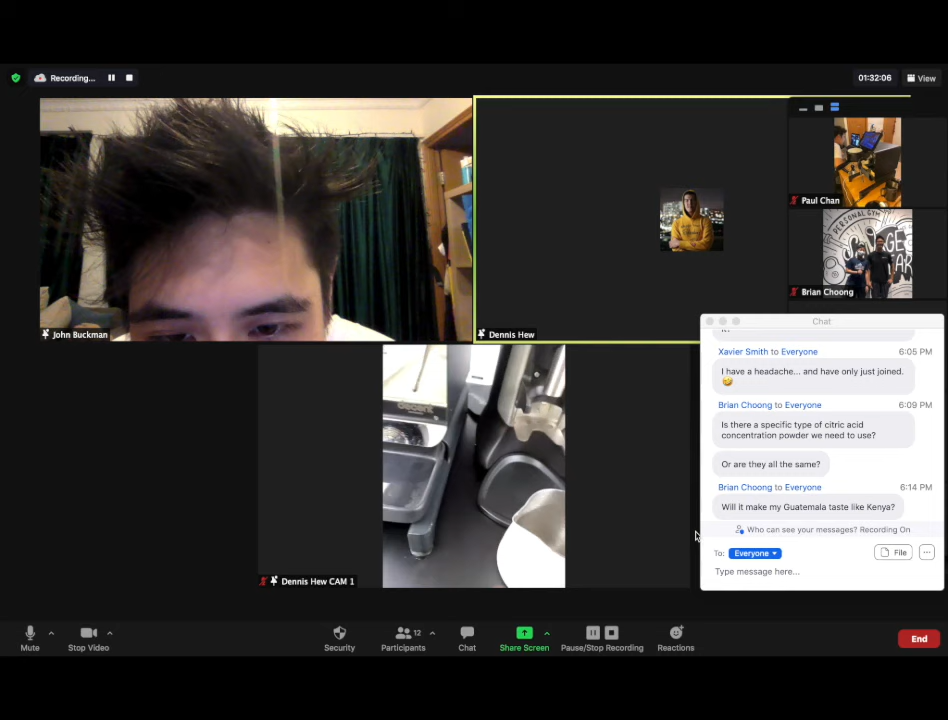 Recording...
01:32:06
View
John Buckman
Dennis Hew
Paul Chan
PERSONAL GYM
Brian Choong
Dennis Hew CAM 1
decent
Chat
Xavier Smith to Everyone
6:05 PM
I have a headache... and have only just joined.
🤣
Brian Choong to Everyone
6:09 PM
Is there a specific type of citric acid
concentration powder we need to use?
Or are they all the same?
Brian Choong to Everyone
6:14 PM
Will it make my Guatemala taste like Kenya?
Who can see your messages? Recording On
To: Everyone
File
Type message here...
Mute
Stop Video
Security
12
Participants
Chat
Share Screen
Pause/Stop Recording
Reactions
End